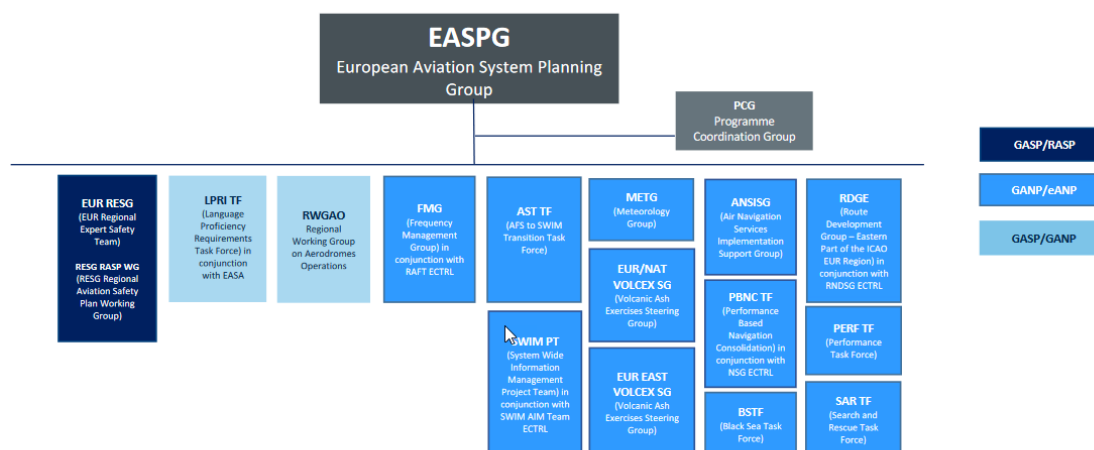 EASPG
European Aviation System Planning
Group
PCG
Programme
Coordination Group
EUR RESG
(EUR Regional
Expert Safety
Team)
RESG RASP WG
(RESG Regional
Aviation Safety
Plan Working
Group)
LPRI TF
(Language
Proficiency
Requirements
Task Force) in
conjunction
with EASA
RWGAO
Regional
Working Group
on Aerodromes
Operations
FMG
(Frequency
Management
Group) in
conjunction with
RAFT ECTRL
AST TF
(AFS to SWIM
Transition Task
Force)
SWIM PT
(System Wide
Information
Management
Project Team) in
conjunction with
SWIM AIM Team
ECTRL
METG
(Meteorology
Group)
EUR/NAT
VOLCEX SG
(Volcanic Ash
Exercises Steering
Group)
EUR EAST
VOLCEX SG
(Volcanic Ash
Exercises Steering
Group)
ANSISG
(Air Navigation
Services
Implementation
Support Group)
PBNC TF
(Performance
Based
Navigation
Consolidation) in
conjunction with
NSG ECTRL
BSTF
(Black Sea Task
Force)
RDGE
(Route
Development
Group – Eastern
Part of the ICAO
EUR Region) in
conjunction with
RNDSG ECTRL
PERF TF
(Performance
Task Force)
SAR TF
(Search and
Rescue Task
Force)
GASP/RASP
GANP/eANP
GASP/GANP